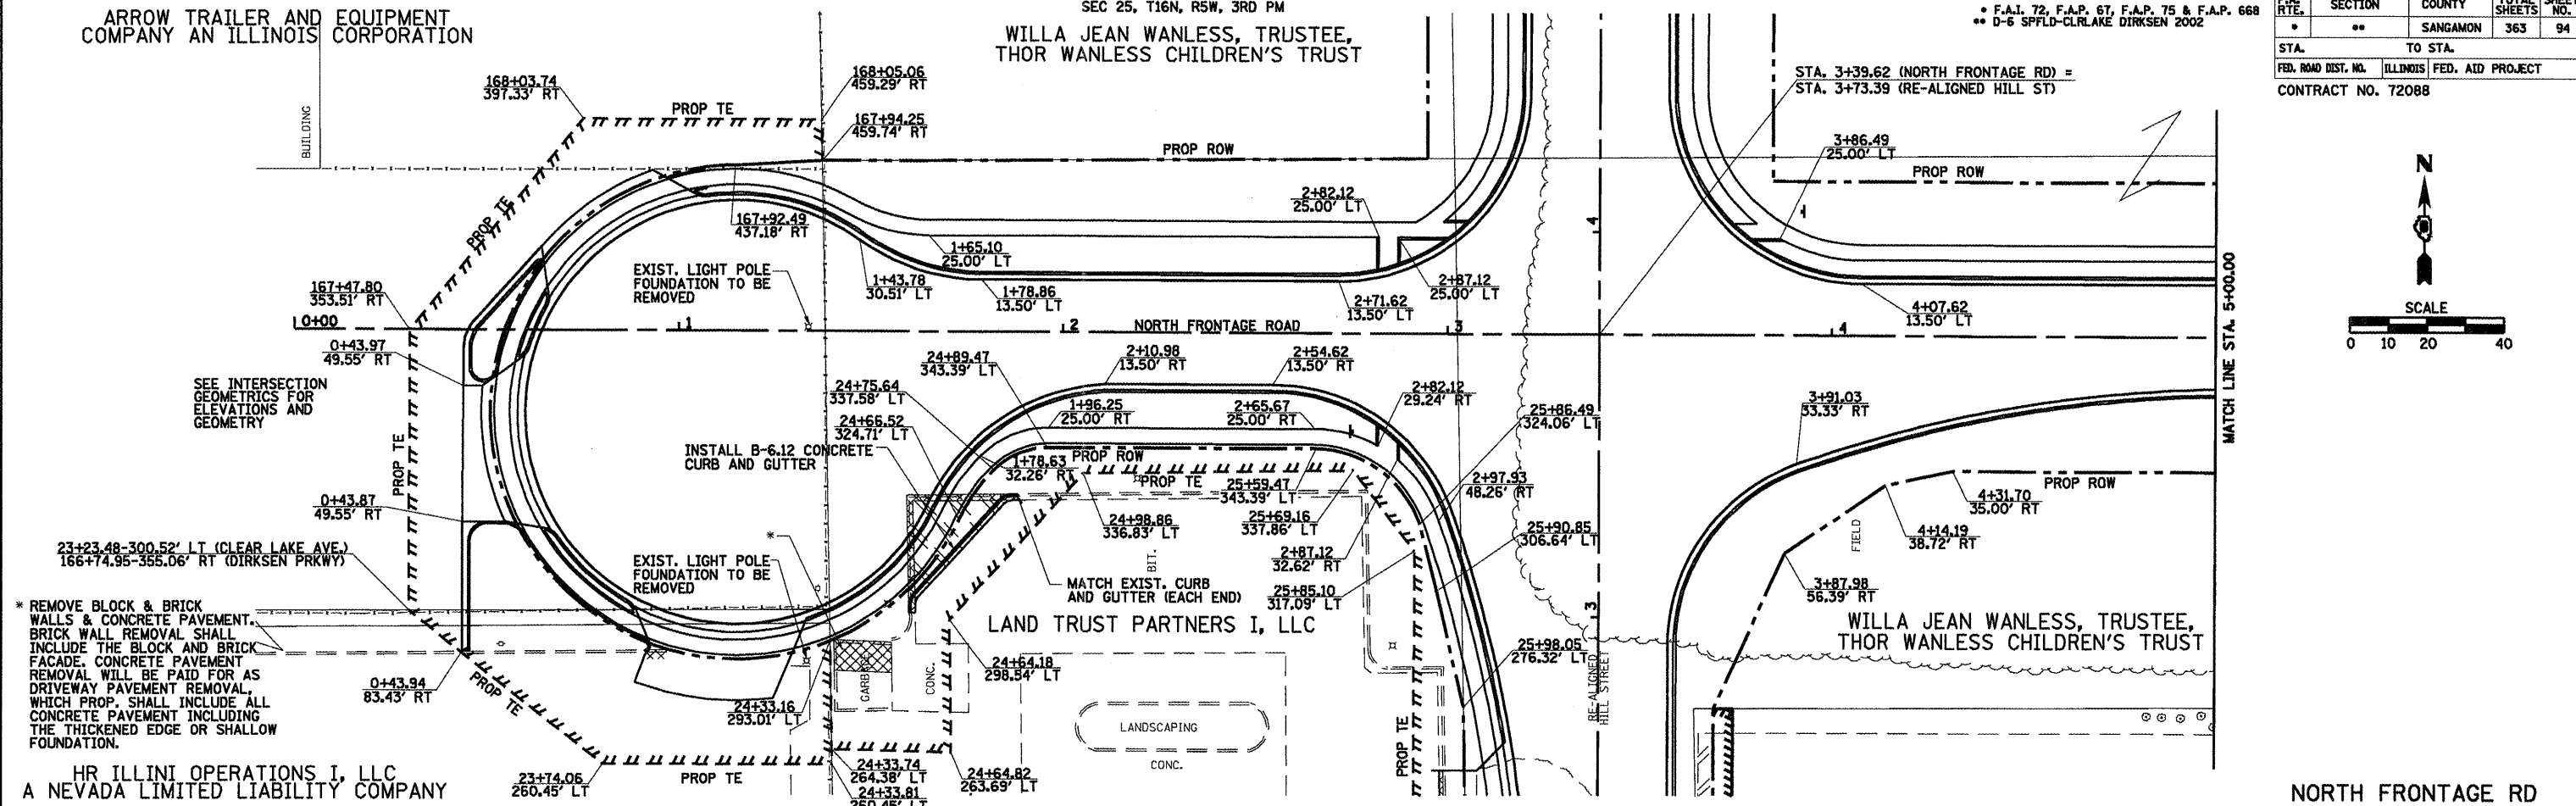 ARROW TRAILER AND EQUIPMENT
COMPANY AN ILLINOIS CORPORATION
SEC 25, T16N, R5W, 3RD PM
WILLA JEAN WANLESS, TRUSTEE,
THOR WANLESS CHILDREN'S TRUST
• F.A.I. 72, F.A.P. 67, F.A.P. 75 & F.A.P. 668
•• D-6 SPFLD-CLRLAKE DIRKSEN 2002
RTE.
SECTION
COUNTY
TOTAL
SHEETS
SHEET
NO.
•
••
SANGAMON
363
94
STA.
TO STA.
FED. ROAD DIST. NO.
ILLINOIS
FED. AID PROJECT
CONTRACT NO. 72088
STA. 3+39.62 (NORTH FRONTAGE RD) =
STA. 3+73.39 (RE-ALIGNED HILL ST)
168+03.74
397.33' RT
168+05.06
459.29' RT
167+94.25
459.74' RT
PROP TE
BUILDING
PROP ROW
3+86.49
25.00' LT
PROP ROW
N
PROP TE
167+92.49
437.18' RT
2+82.12
25.00' LT
4
1+65.10
25.00' LT
EXIST. LIGHT POLE
FOUNDATION TO BE
REMOVED
1+43.78
30.51' LT
1+78.86
13.50' LT
2+87.12
25.00' LT
2+71.62
13.50' LT
167+47.80
353.51' RT
4+07.62
13.50' LT
MATCH LINE STA. 5+00.00
SCALE
0 10 20 40
0+00
1
2
NORTH FRONTAGE ROAD
3
4
0+43.97
49.55' RT
24+89.47
343.39' LT
2+10.98
13.50' RT
2+54.62
13.50' RT
SEE INTERSECTION
GEOMETRICS FOR
ELEVATIONS AND
GEOMETRY
24+75.64
337.58' LT
24+66.52
324.71' LT
1+96.25
25.00' RT
2+65.67
25.00' RT
2+82.12
29.24' RT
25+86.49
324.06' LT
3+91.03
33.33' RT
INSTALL B-6.12 CONCRETE
CURB AND GUTTER
1+78.63
32.26' RT
PROP ROW
PROP TE
PROP TE
25+59.47
343.39' LT
2+97.93
48.26' RT
PROP ROW
4+31.70
35.00' RT
0+43.87
49.55' RT
24+98.86
336.83' LT
25+69.16
337.86' LT
25+90.85
306.64' LT
4+14.19
38.72' RT
FIELD
23+23.48-300.52' LT (CLEAR LAKE AVE.)
166+74.95-355.06' RT (DIRKSEN PRKWY)
*
EXIST. LIGHT POLE
FOUNDATION TO BE
REMOVED
BIT.
2+87.12
32.62' RT
MATCH EXIST. CURB
AND GUTTER (EACH END)
25+85.10
317.09' LT
3
3+87.98
56.39' RT
* REMOVE BLOCK & BRICK
WALLS & CONCRETE PAVEMENT.
BRICK WALL REMOVAL SHALL
INCLUDE THE BLOCK AND BRICK
FACADE. CONCRETE PAVEMENT
REMOVAL WILL BE PAID FOR AS
DRIVEWAY PAVEMENT REMOVAL,
WHICH PROP. SHALL INCLUDE ALL
CONCRETE PAVEMENT INCLUDING
THE THICKENED EDGE OR SHALLOW
FOUNDATION.
LAND TRUST PARTNERS I, LLC
WILLA JEAN WANLESS, TRUSTEE,
THOR WANLESS CHILDREN'S TRUST
25+98.05
276.32' LT
24+64.18
298.54' LT
0+43.94
83.43' RT
PROP TE
GARBAGE
CONC.
RE-ALIGNED
HILL STREET
24+33.16
293.01' LT
LANDSCAPING
CONC.
PROP TE
HR ILLINI OPERATIONS I, LLC
A NEVADA LIMITED LIABILITY COMPANY
23+74.06
260.45' LT
PROP TE
24+33.74
264.38' LT
24+33.81
260.45' LT
24+64.82
263.69' LT
NORTH FRONTAGE RD